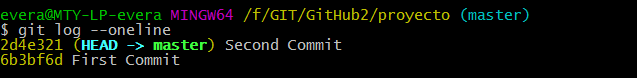 evera@MTY-LP-evera MINGW64 /f/GIT/GitHub2/proyecto (master)
$ git log --oneline
2d4e321 (HEAD -> master) Second Commit
6b3bf6d First Commit